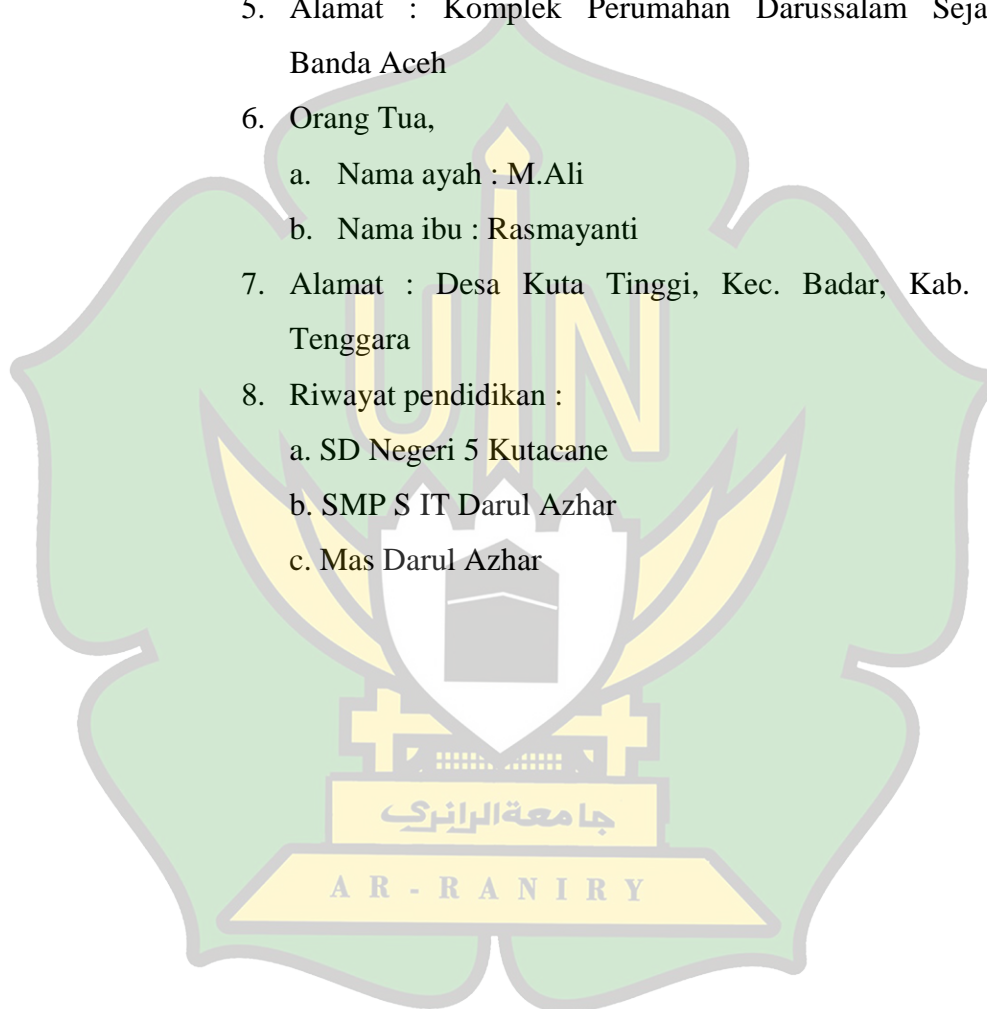 5. Alamat : Komplek Perumahan Darussalam
Banda Aceh
6. Orang Tua,
a. Nama ayah : M.Ali
b. Nama ibu : Rasmayanti
7. Alamat : Desa Kuta Tinggi, Kec. Badar, Kab.
Tenggara
8. Riwayat pendidikan :
a. SD Negeri 5 Kutacane
b. SMP S IT Darul Azhar
c. Mas Darul Azhar
UIN
جامعة الرانري
AR-RANIRY